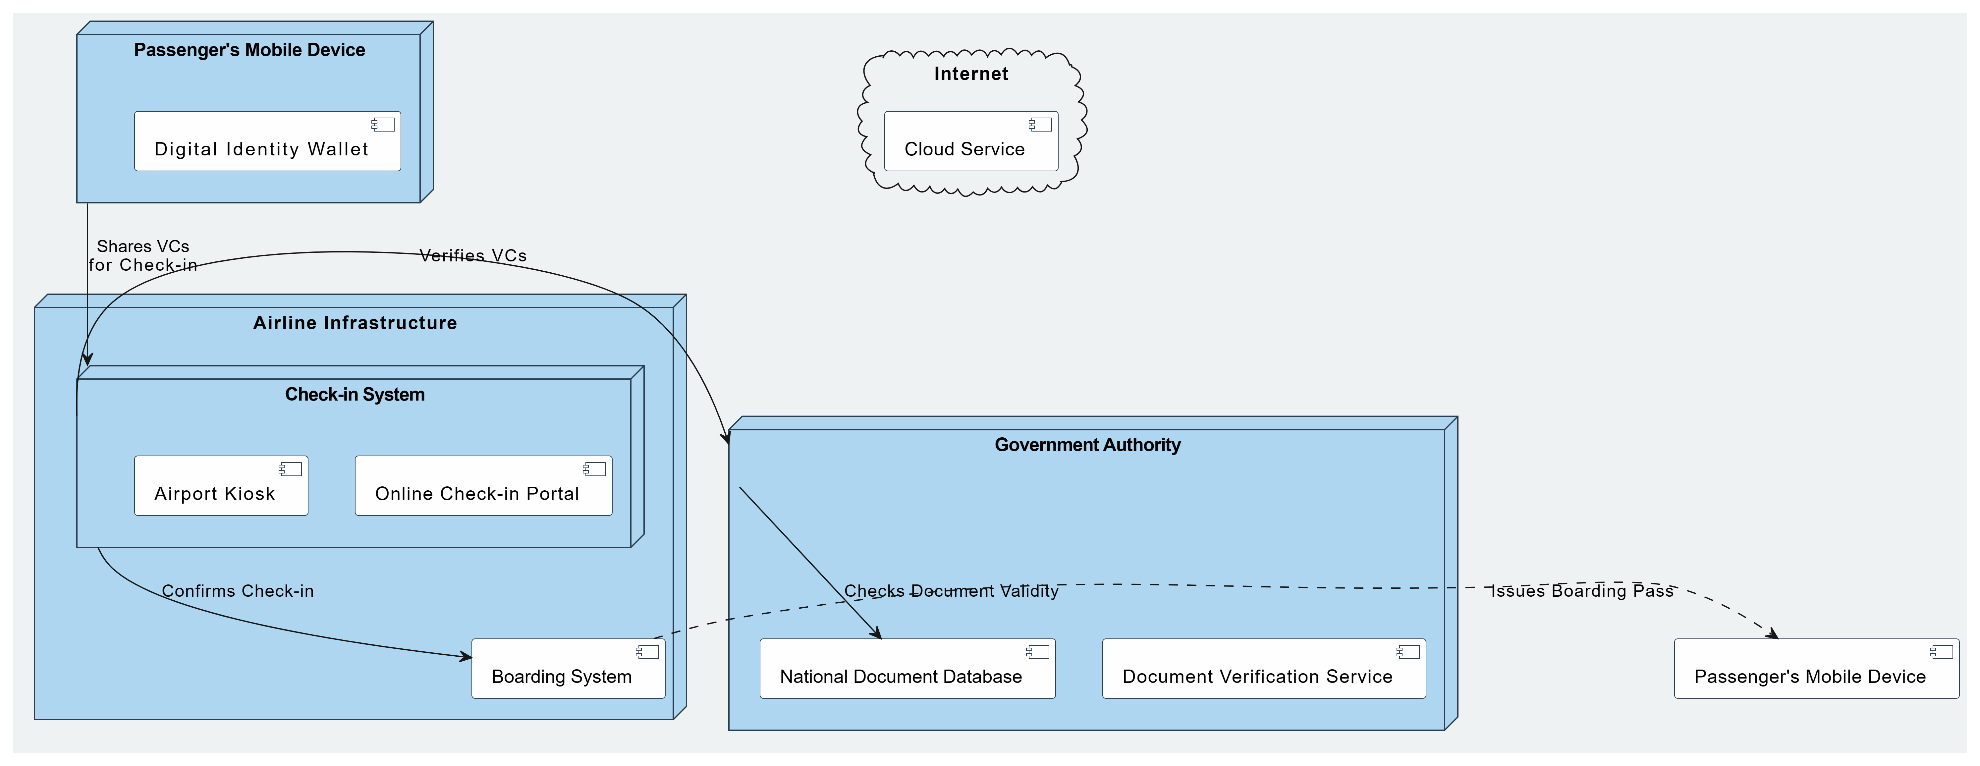 Passenger's Mobile Device
Internet
Digital Identity Wallet
Cloud Service
Shares VCs
for Check-in
Verifies VCs
Airline Infrastructure
Check-in System
Government Authority
Airport Kiosk
Online Check-in Portal
Confirms Check-in
Checks Document Validity
Issues Boarding Pass
Boarding System
National Document Database
Document Verification Service
Passenger's Mobile Device